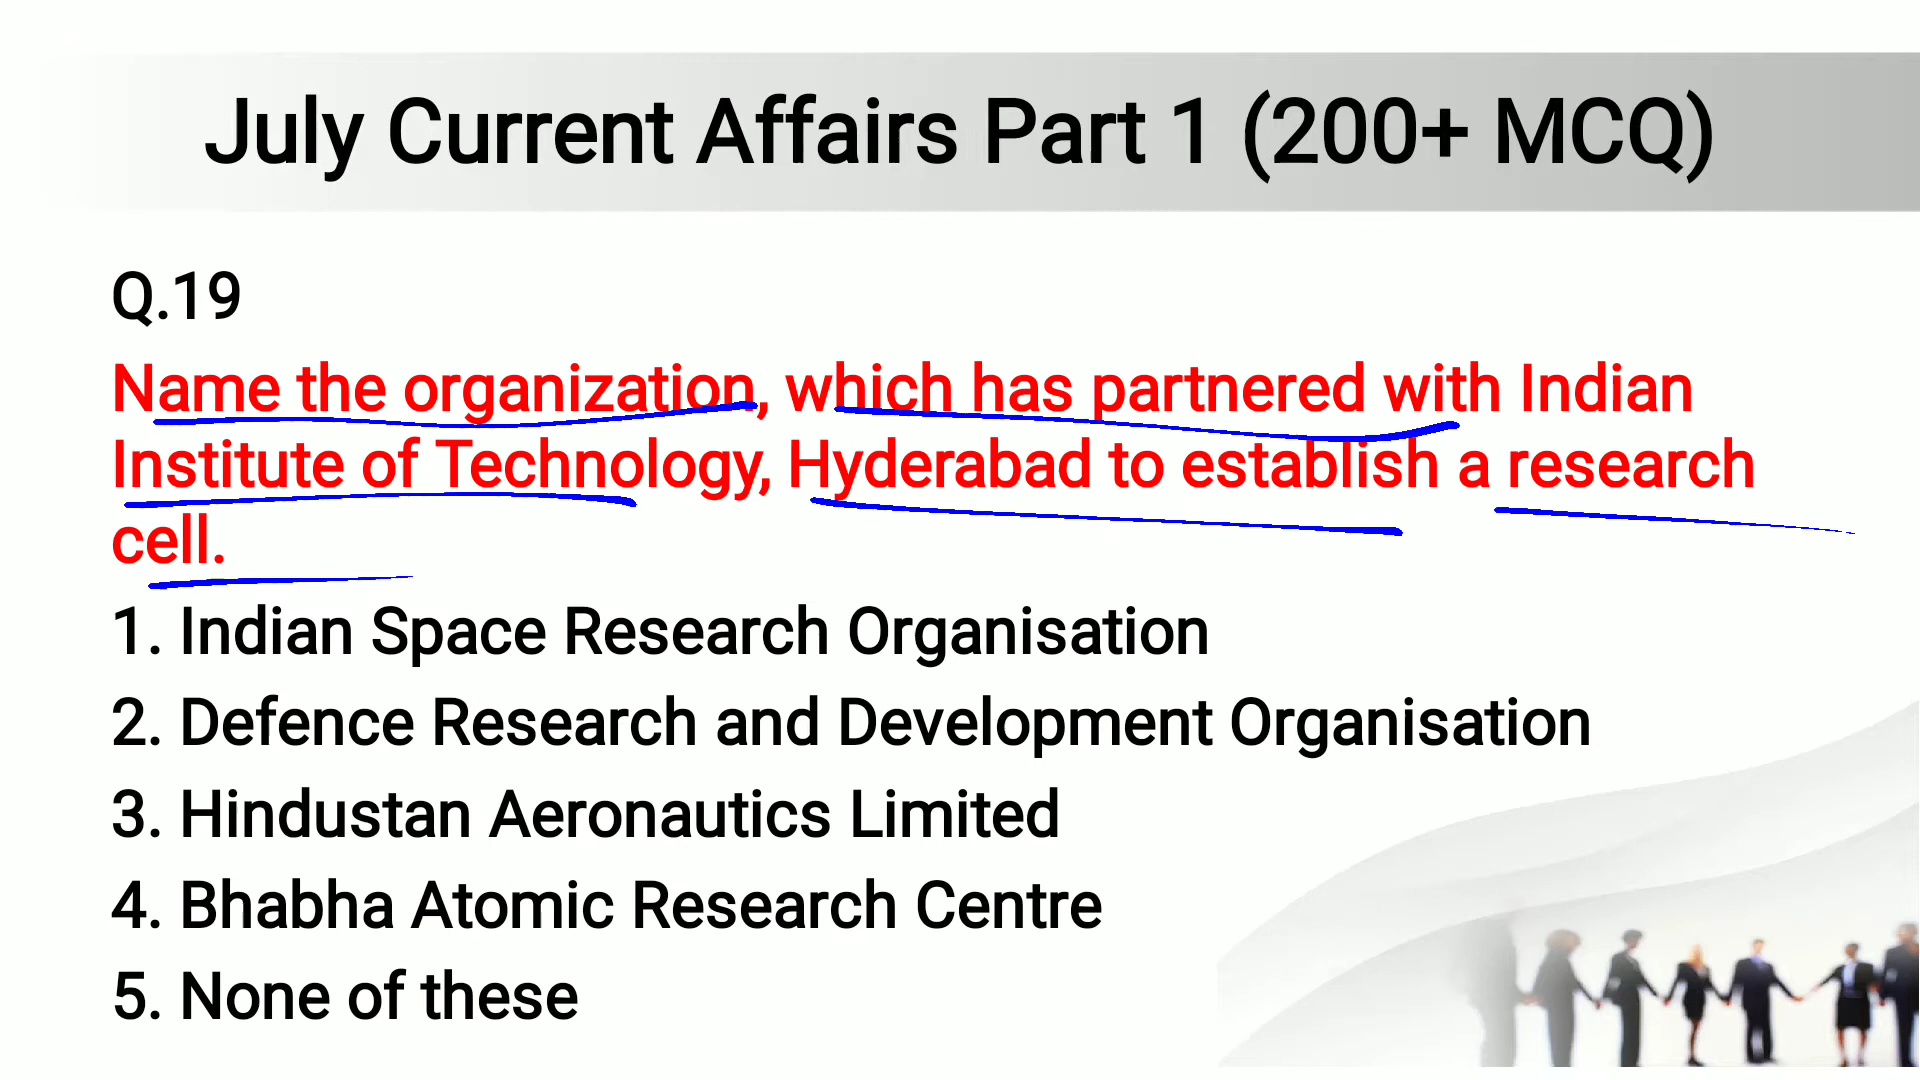 July Current Affairs Part 1 (200+ MCQ)
Q.19
Name the organization, which has partnered with Indian
Institute of Technology, Hyderabad to establish a research
cell.
1. Indian Space Research Organisation
2. Defence Research and Development Organisation
3. Hindustan Aeronautics Limited
4. Bhabha Atomic Research Centre
5. None of these